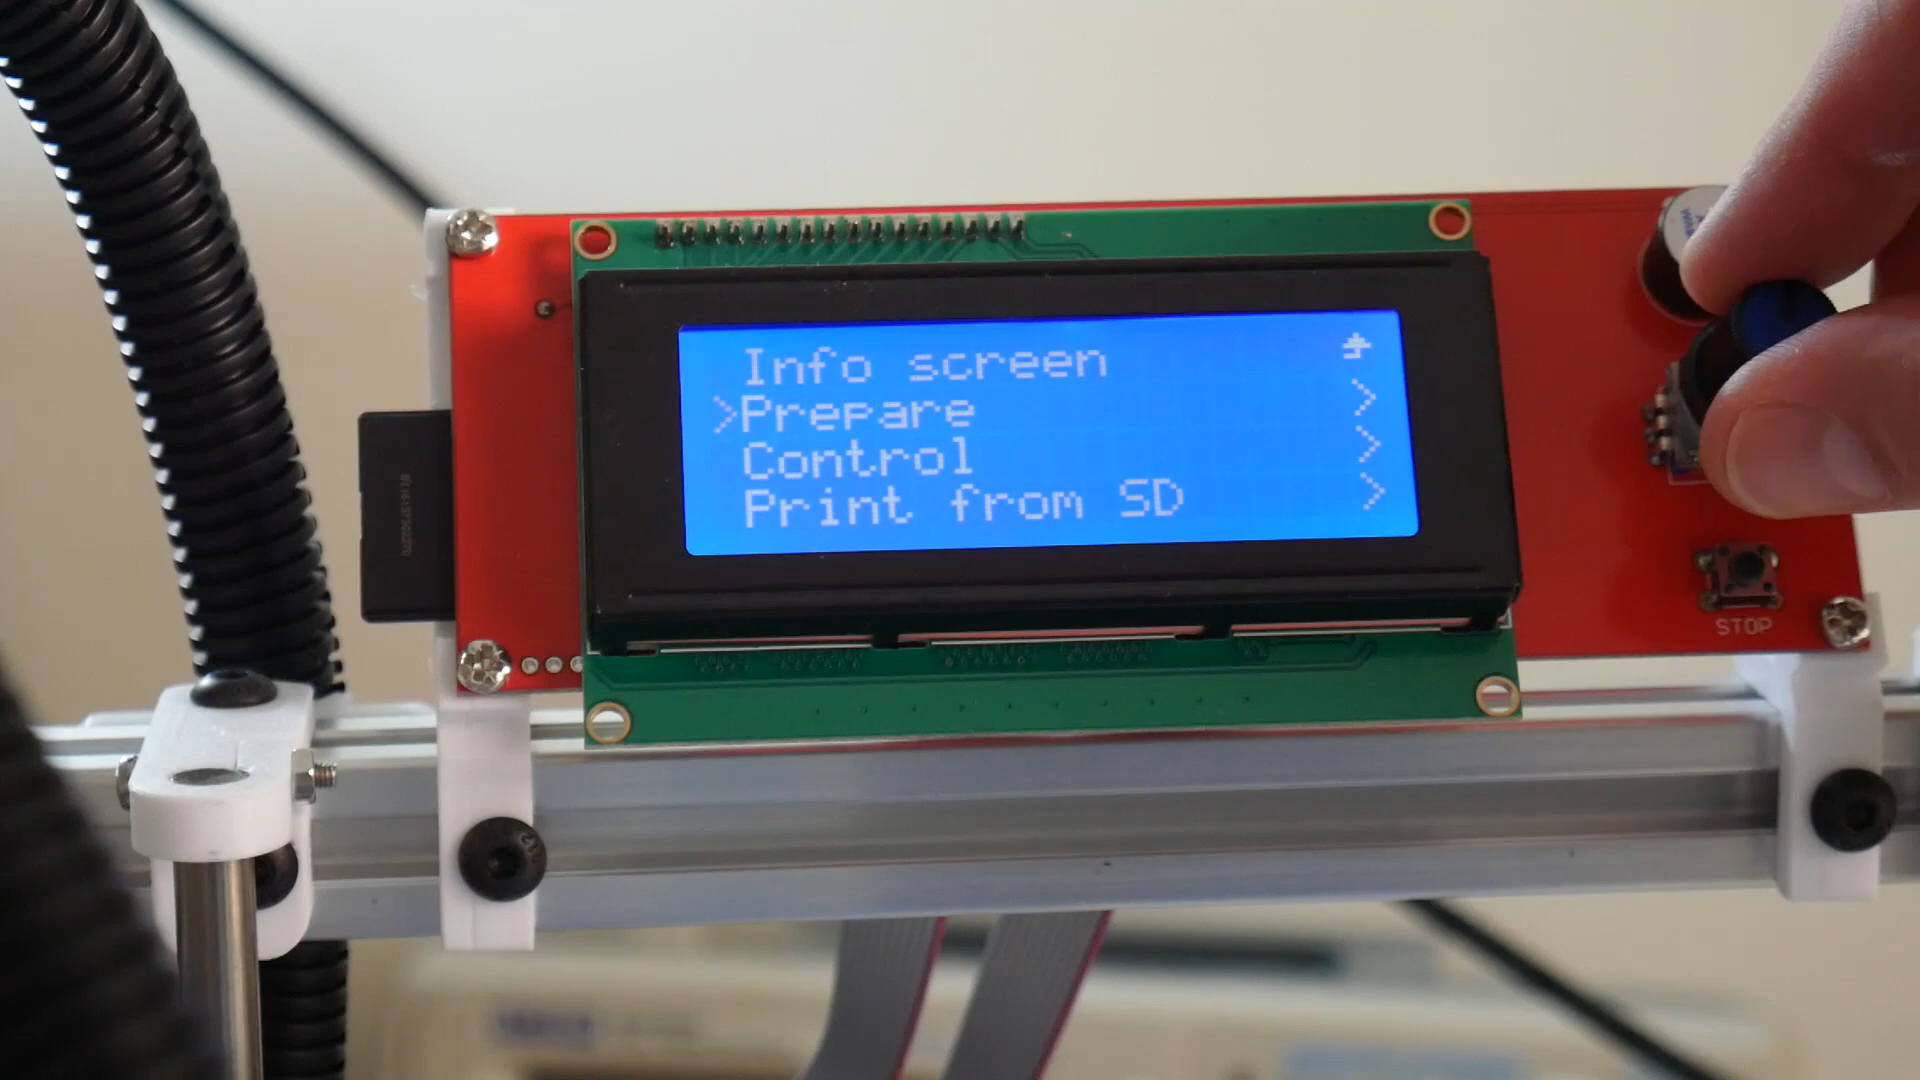 Info screen
>Prepare >
Control >
Print from SD >
STOP